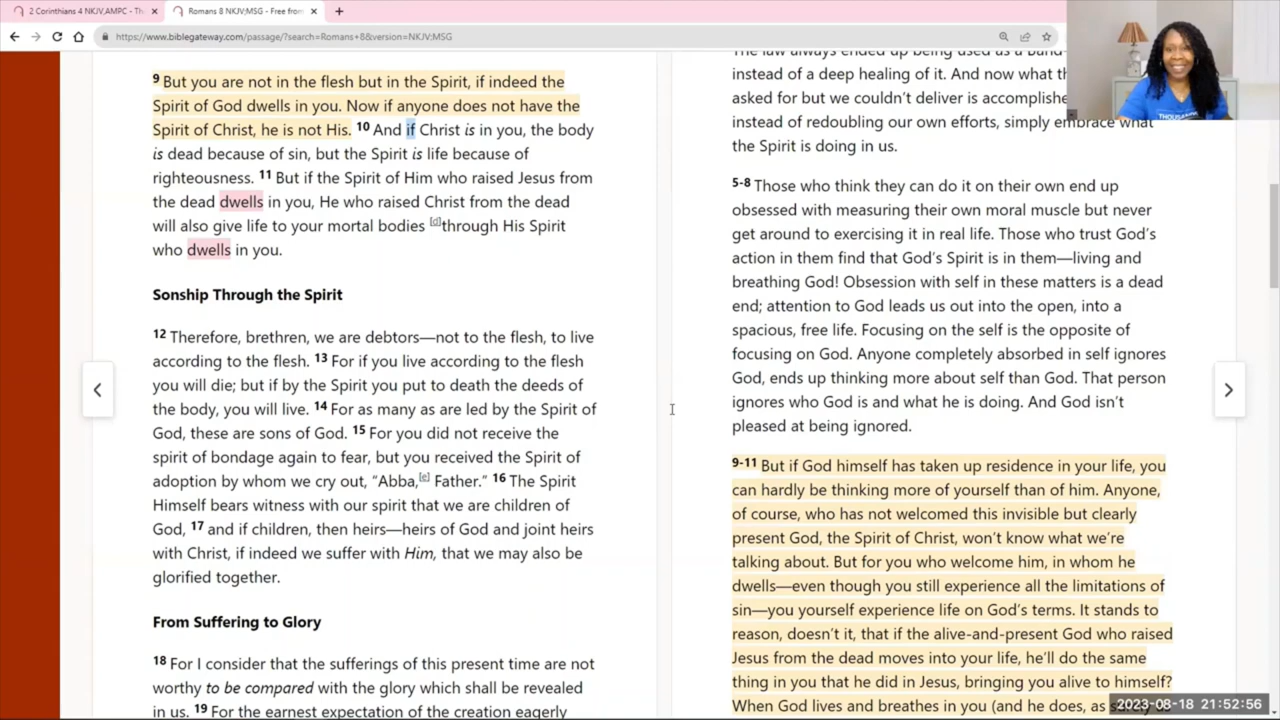 2 Corinthians 4 NKJV;AMPC - Th
Romans 8 NKJV;MSG - Free from
https://www.biblegateway.com/passage/?search=Romans+8&version=NKJV;MSG
9 But you are not in the flesh but in the Spirit, if indeed the
Spirit of God dwells in you. Now if anyone does not have the
Spirit of Christ, he is not His. 10 And if Christ is in you, the body
is dead because of sin, but the Spirit is life because of
righteousness. 11 But if the Spirit of Him who raised Jesus from
the dead dwells in you, He who raised Christ from the dead
will also give life to your mortal bodies [d]through His Spirit
who dwells in you.
Sonship Through the Spirit
12 Therefore, brethren, we are debtors—not to the flesh, to live
according to the flesh. 13 For if you live according to the flesh
you will die; but if by the Spirit you put to death the deeds of
the body, you will live. 14 For as many as are led by the Spirit of
God, these are sons of God. 15 For you did not receive the
spirit of bondage again to fear, but you received the Spirit of
adoption by whom we cry out, “Abba,[e] Father.” 16 The Spirit
Himself bears witness with our spirit that we are children of
God, 17 and if children, then heirs—heirs of God and joint heirs
with Christ, if indeed we suffer with Him, that we may also be
glorified together.
From Suffering to Glory
18 For I consider that the sufferings of this present time are not
worthy to be compared with the glory which shall be revealed
in us. 19 For the earnest expectation of the creation eagerly
The law always ended up being used as a Band-
instead of a deep healing of it. And now what th
asked for but we couldn’t deliver is accomplishe
instead of redoubling our own efforts, simply embrace what
the Spirit is doing in us.
5-8 Those who think they can do it on their own end up
obsessed with measuring their own moral muscle but never
get around to exercising it in real life. Those who trust God’s
action in them find that God’s Spirit is in them—living and
breathing God! Obsession with self in these matters is a dead
end; attention to God leads us out into the open, into a
spacious, free life. Focusing on the self is the opposite of
focusing on God. Anyone completely absorbed in self ignores
God, ends up thinking more about self than God. That person
ignores who God is and what he is doing. And God isn’t
pleased at being ignored.
9-11 But if God himself has taken up residence in your life, you
can hardly be thinking more of yourself than of him. Anyone,
of course, who has not welcomed this invisible but clearly
present God, the Spirit of Christ, won’t know what we’re
talking about. But for you who welcome him, in whom he
dwells—even though you still experience all the limitations of
sin—you yourself experience life on God’s terms. It stands to
reason, doesn’t it, that if the alive-and-present God who raised
Jesus from the dead moves into your life, he’ll do the same
thing in you that he did in Jesus, bringing you alive to himself?
When God lives and breathes in you (and he does, as
THOUSAN
2023-08-18 21:52:56